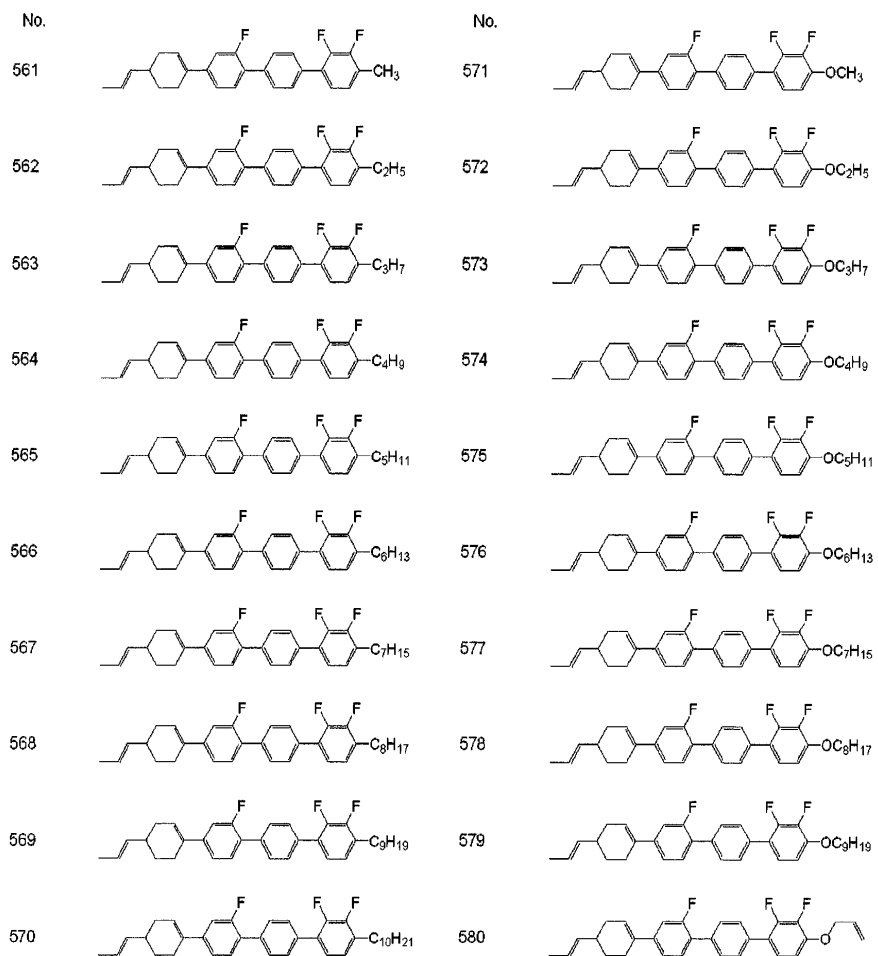 No. No.
F F F F F F
561 CH3 571 OCH3
F F F F F F
562 C2H5 572 OC2H5
F F F F F F
563 C3H7 573 OC3H7
F F F F F F
564 C4H9 574 OC4H9
F F F F F F
565 C5H11 575 OC5H11
F F F F F F
566 C6H13 576 OC6H13
F F F F F F
567 C7H15 577 OC7H15
F F F F F F
568 C8H17 578 OC8H17
F F F F F F
569 C9H19 579 OC9H19
F F F F F F
570 C10H21 580 O